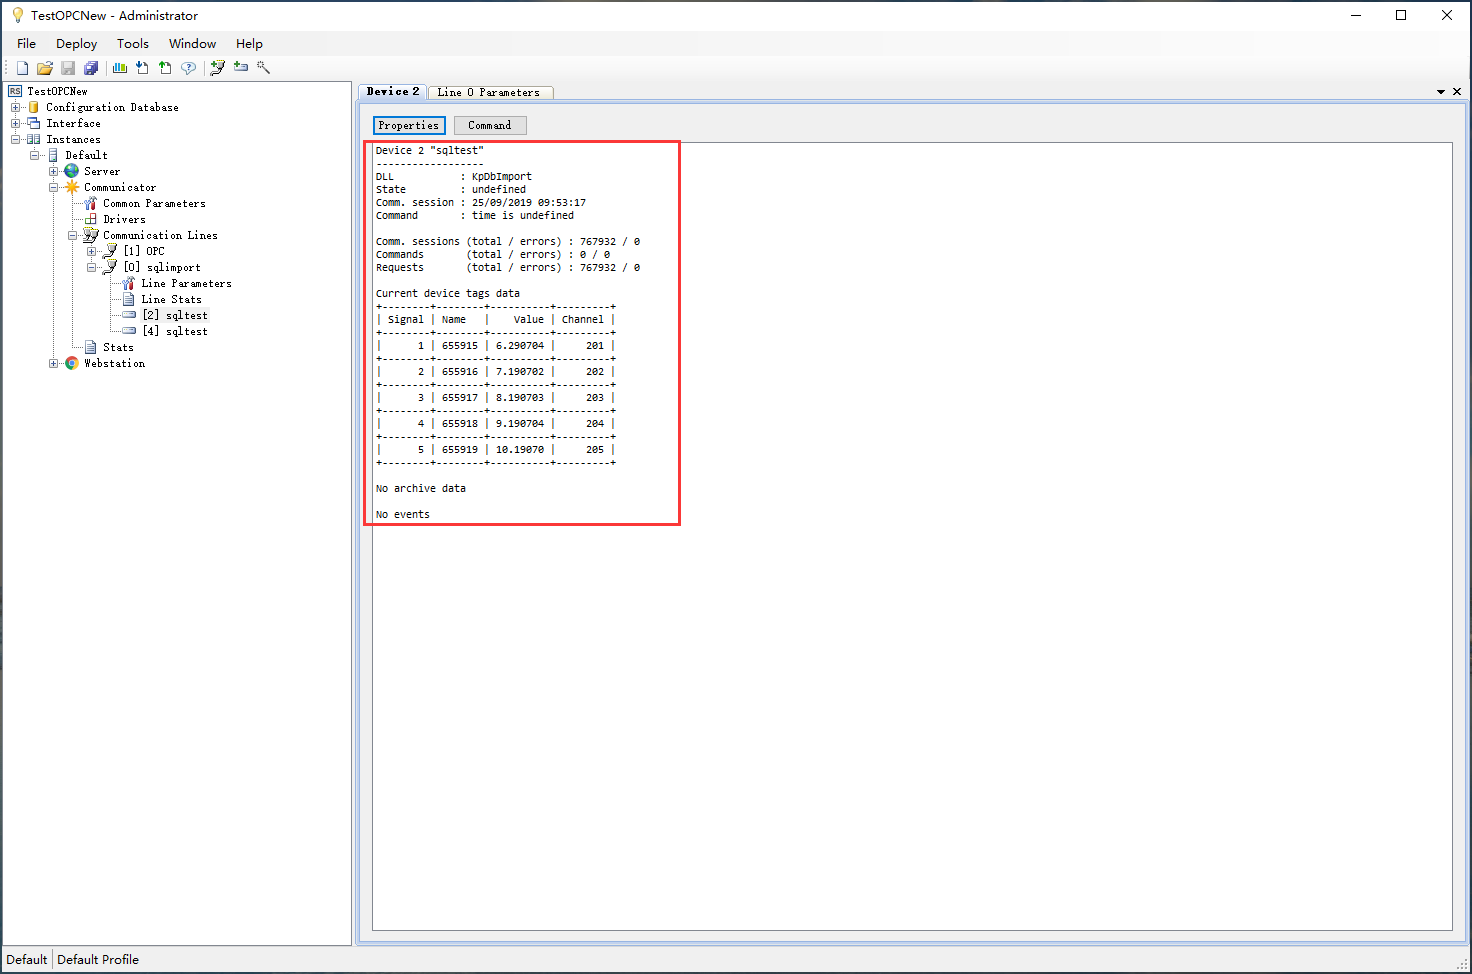 TestOPCNew - Administrator
File Deploy Tools Window Help
RS TestOPCNew
Configuration Database
Interface
Instances
Default
Server
Communicator
Common Parameters
Drivers
Communication Lines
[1] OPC
[0] sqlimport
Line Parameters
Line Stats
[2] sqltest
[4] sqltest
Stats
Webstation
Device 2 Line 0 Parameters
Properties Command
Device 2 "sqltest"
------------------
DLL : KpDbImport
State : undefined
Comm. session : 25/09/2019 09:53:17
Command : time is undefined
Comm. sessions (total / errors) : 767932 / 0
Commands (total / errors) : 0 / 0
Requests (total / errors) : 767932 / 0
Current device tags data
+--------+--------+----------+---------+
| Signal | Name | Value | Channel |
+--------+--------+----------+---------+
| 1 | 655915 | 6.290704 | 201 |
+--------+--------+----------+---------+
| 2 | 655916 | 7.190702 | 202 |
+--------+--------+----------+---------+
| 3 | 655917 | 8.190703 | 203 |
+--------+--------+----------+---------+
| 4 | 655918 | 9.190704 | 204 |
+--------+--------+----------+---------+
| 5 | 655919 | 10.19070 | 205 |
+--------+--------+----------+---------+
No archive data
No events
Default Default Profile